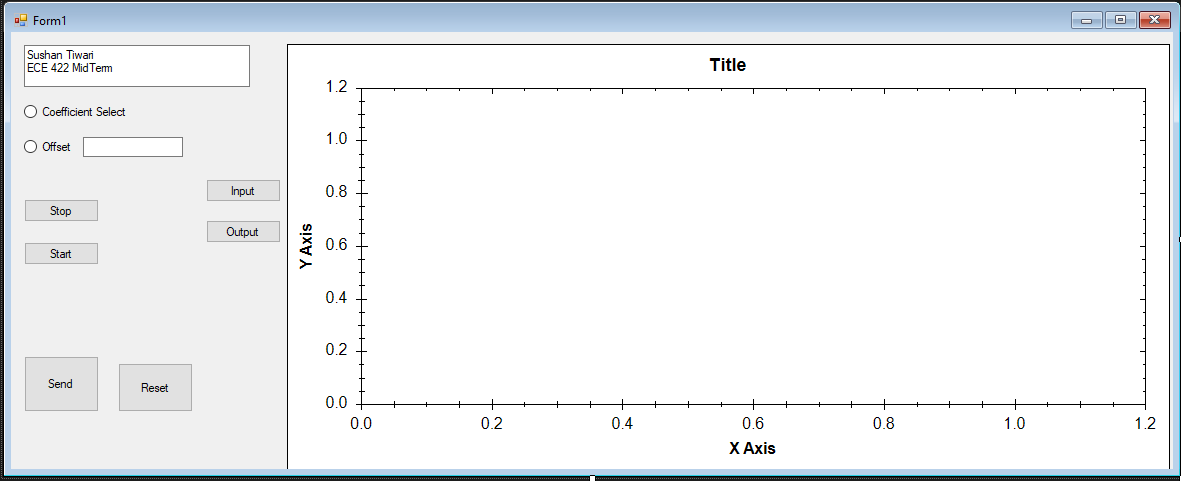 Form1
Sushan Tiwari
ECE 422 MidTerm
Coefficient Select
Offset
Input
Stop
Output
Start
Send
Reset
Title
1.2
1.0
0.8
0.6
0.4
0.2
0.0
Y Axis
0.0 0.2 0.4 0.6 0.8 1.0 1.2
X Axis